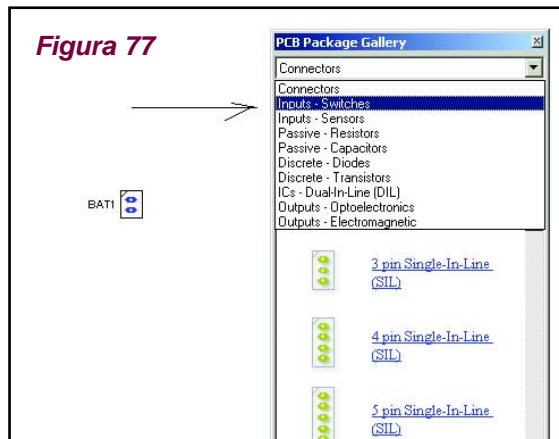 Figura 77
PCB Package Gallery
Connectors
Connectors
Inputs - Switches
Inputs - Sensors
Passive - Resistors
Passive - Capacitors
Discrete - Diodes
Discrete - Transistors
ICs - Dual-In-Line (DIL)
Outputs - Optoelectronics
Outputs - Electromagnetic
BAT1
3 pin Single-In-Line
(SIL)
4 pin Single-In-Line
(SIL)
5 pin Single-In-Line
(SIL)